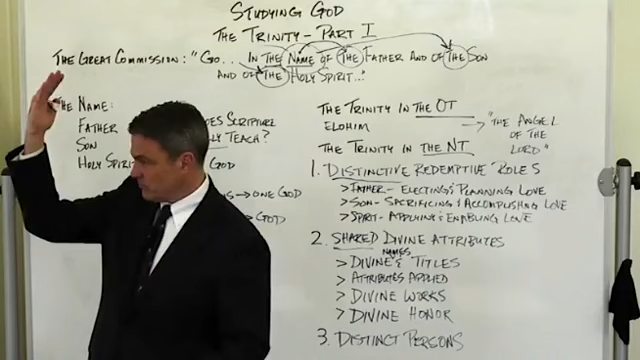 STUDYING GOD
THE TRINITY - PART I
THE GREAT COMMISSION: "GO... IN THE NAME OF THE FATHER AND OF THE SON
AND OF THE HOLY SPIRIT..."
THE NAME:
FATHER
SON
HOLY SPIRIT
ES SCRIPTURE
LY TEACH?
GOD
S → ONE GOD
→ GOD
THE TRINITY IN THE OT
ELOHIM → "THE ANGEL
OF THE
LORD"
THE TRINITY IN THE NT
1. DISTINCTIVE REDEMPTIVE ROLES
> FATHER - ELECTING & PLANNING LOVE
> SON - SACRIFICING & ACCOMPLISHING LOVE
> SPIRIT - APPLYING & ENABLING LOVE
2. SHARED DIVINE ATTRIBUTES
NAMES
> DIVINE & TITLES
> ATTRIBUTES APPLIED
> DIVINE WORKS
> DIVINE HONOR
3. DISTINCT PERSONS